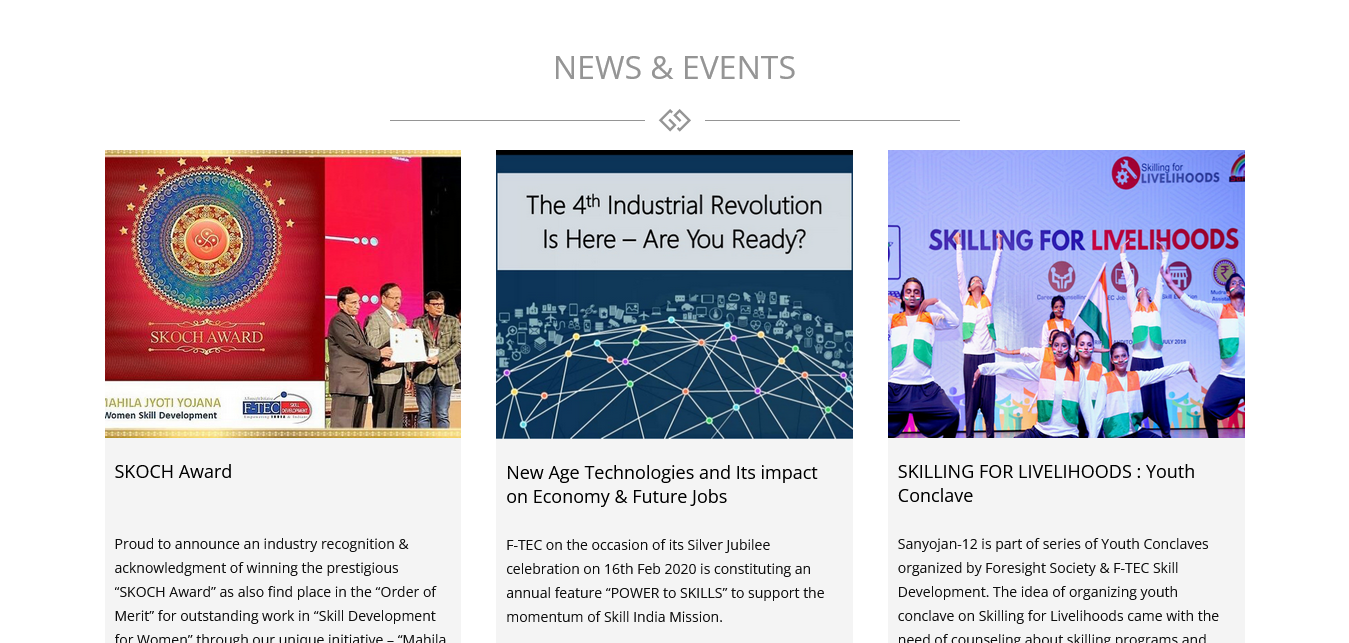 NEWS & EVENTS
SKOCH AWARD
MAHILA JYOTI YOJANA
Women Skill Development
F-TEC SKILL DEVELOPMENT
The 4th Industrial Revolution
Is Here – Are You Ready?
Skilling for
LIVELIHOODS
SKILLING FOR LIVELIHOODS
JULY 2018
SKOCH Award
Proud to announce an industry recognition &
acknowledgment of winning the prestigious
“SKOCH Award” as also find place in the “Order of
Merit” for outstanding work in “Skill Development
for Women” through our unique initiative – “Mahila
New Age Technologies and Its impact
on Economy & Future Jobs
F-TEC on the occasion of its Silver Jubilee
celebration on 16th Feb 2020 is constituting an
annual feature “POWER to SKILLS” to support the
momentum of Skill India Mission.
SKILLING FOR LIVELIHOODS : Youth
Conclave
Sanyojan-12 is part of series of Youth Conclaves
organized by Foresight Society & F-TEC Skill
Development. The idea of organizing youth
conclave on Skilling for Livelihoods came with the
need of counseling about skilling programs and